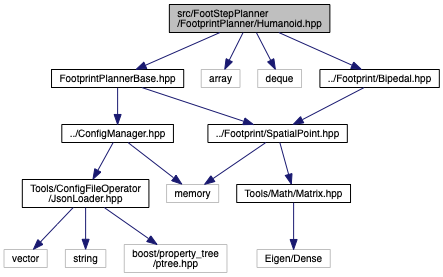 src/FootStepPlanner
/FootprintPlanner/Humanoid.hpp
FootprintPlannerBase.hpp
array
deque
../Footprint/Bipedal.hpp
../ConfigManager.hpp
../Footprint/SpatialPoint.hpp
Tools/ConfigFileOperator
/JsonLoader.hpp
memory
Tools/Math/Matrix.hpp
vector
string
boost/property_tree
/ptree.hpp
Eigen/Dense